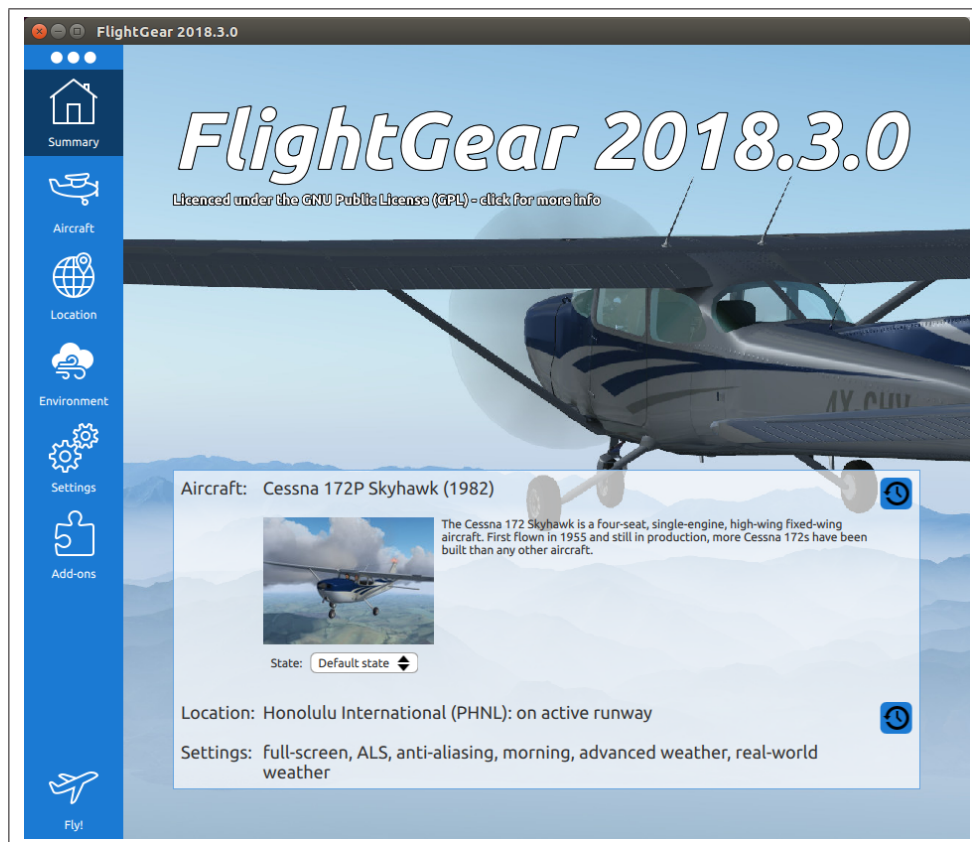 FlightGear 2018.3.0
Summary
Aircraft
Location
Environment
Settings
Add-ons
Fly!
FlightGear 2018.3.0
Licenced under the GNU Public License (GPL) - click for more info
4X-CHV
Aircraft: Cessna 172P Skyhawk (1982)
The Cessna 172 Skyhawk is a four-seat, single-engine, high-wing fixed-wing
aircraft. First flown in 1955 and still in production, more Cessna 172s have been
built than any other aircraft.
State: Default state
Location: Honolulu International (PHNL): on active runway
Settings: full-screen, ALS, anti-aliasing, morning, advanced weather, real-world
weather